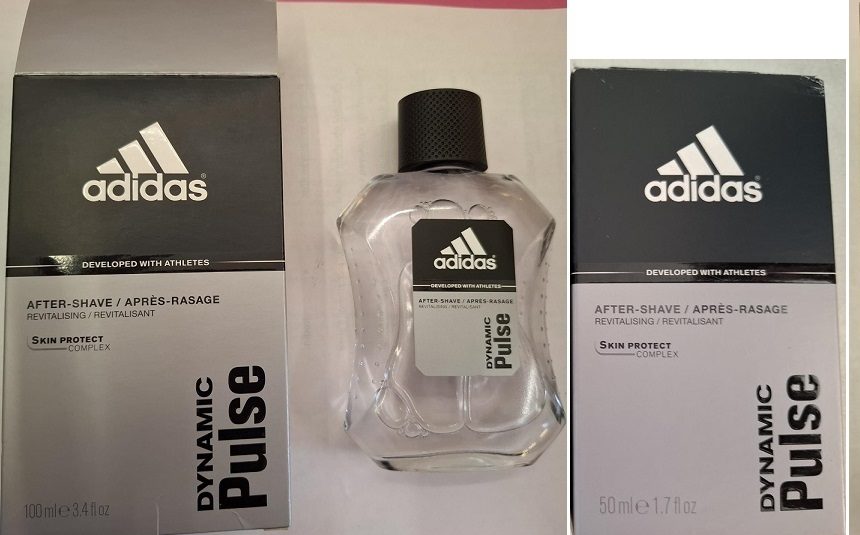 adidas®
DEVELOPED WITH ATHLETES
AFTER-SHAVE / APRÈS-RASAGE
REVITALISING / REVITALISANT
SKIN PROTECT
COMPLEX
DYNAMIC
Pulse
100 ml e 3.4 fl oz
adidas
DEVELOPED WITH ATHLETES
AFTER-SHAVE / APRÈS-RASAGE
REVITALISING / REVITALISANT
DYNAMIC
Pulse
adidas®
DEVELOPED WITH ATHLETES
AFTER-SHAVE / APRÈS-RASAGE
REVITALISING / REVITALISANT
SKIN PROTECT
COMPLEX
DYNAMIC
Pulse
50 ml e 1.7 fl oz